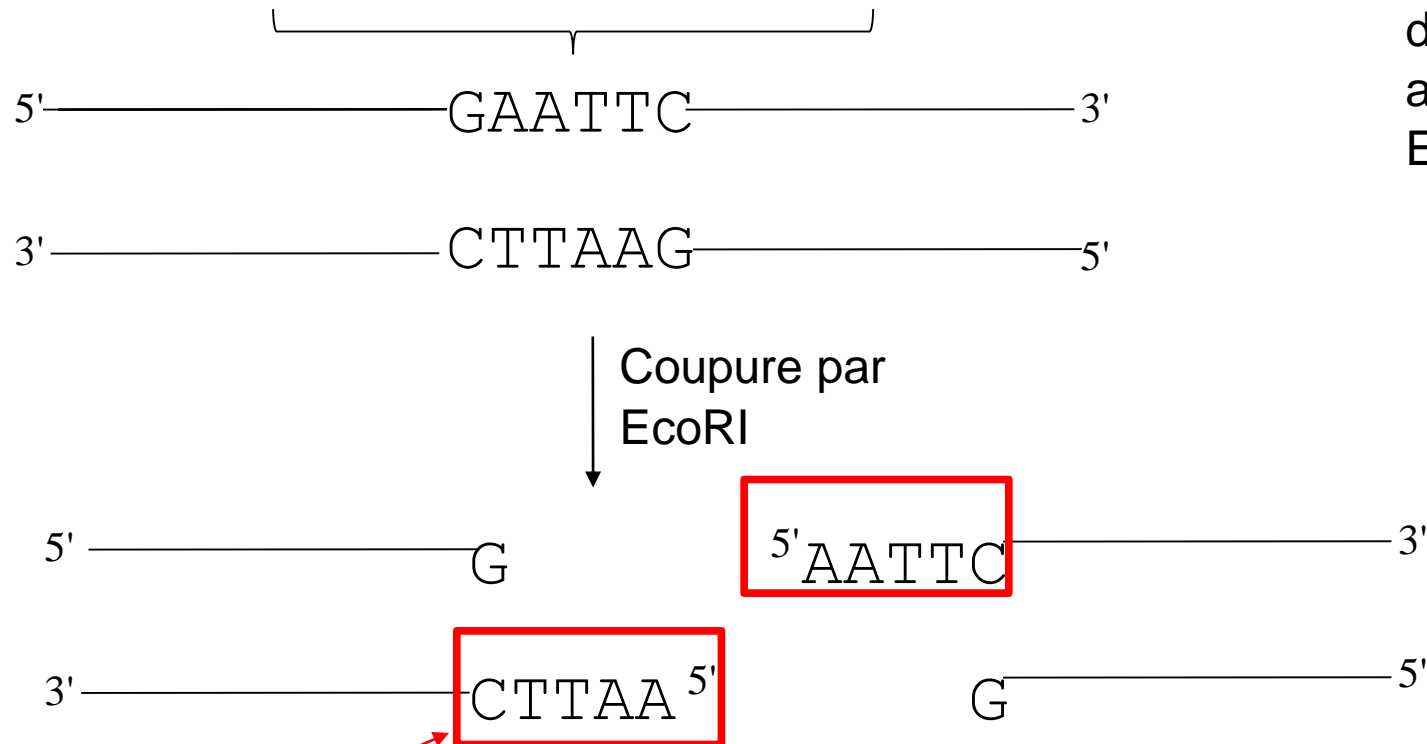 5' GAATTC 3'
3' CTTAAG 5'
Coupure par
EcoRI
5' G 5'AATTC 3'
3' CTTAA 5' G 5'